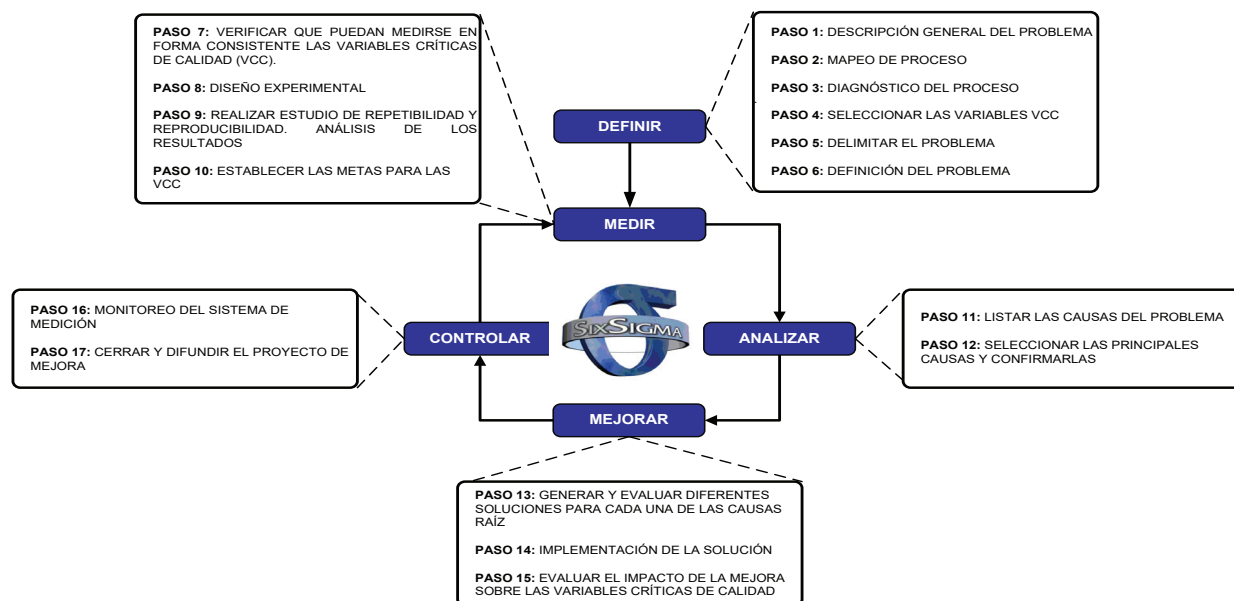 PASO 7: VERIFICAR QUE PUEDAN MEDIRSE EN
FORMA CONSISTENTE LAS VARIABLES CRÍTICAS
DE CALIDAD (VCC).
PASO 8: DISEÑO EXPERIMENTAL
PASO 9: REALIZAR ESTUDIO DE REPETIBILIDAD Y
REPRODUCIBILIDAD. ANÁLISIS DE LOS
RESULTADOS
PASO 10: ESTABLECER LAS METAS PARA LAS
VCC
PASO 1: DESCRIPCIÓN GENERAL DEL PROBLEMA
PASO 2: MAPEO DE PROCESO
PASO 3: DIAGNÓSTICO DEL PROCESO
PASO 4: SELECCIONAR LAS VARIABLES VCC
PASO 5: DELIMITAR EL PROBLEMA
PASO 6: DEFINICIÓN DEL PROBLEMA
DEFINIR
MEDIR
PASO 16: MONITOREO DEL SISTEMA DE
MEDICIÓN
PASO 17: CERRAR Y DIFUNDIR EL PROYECTO DE
MEJORA
CONTROLAR
SIXSIGMA
ANALIZAR
PASO 11: LISTAR LAS CAUSAS DEL PROBLEMA
PASO 12: SELECCIONAR LAS PRINCIPALES
CAUSAS Y CONFIRMARLAS
MEJORAR
PASO 13: GENERAR Y EVALUAR DIFERENTES
SOLUCIONES PARA CADA UNA DE LAS CAUSAS
RAÍZ
PASO 14: IMPLEMENTACIÓN DE LA SOLUCIÓN
PASO 15: EVALUAR EL IMPACTO DE LA MEJORA
SOBRE LAS VARIABLES CRÍTICAS DE CALIDAD